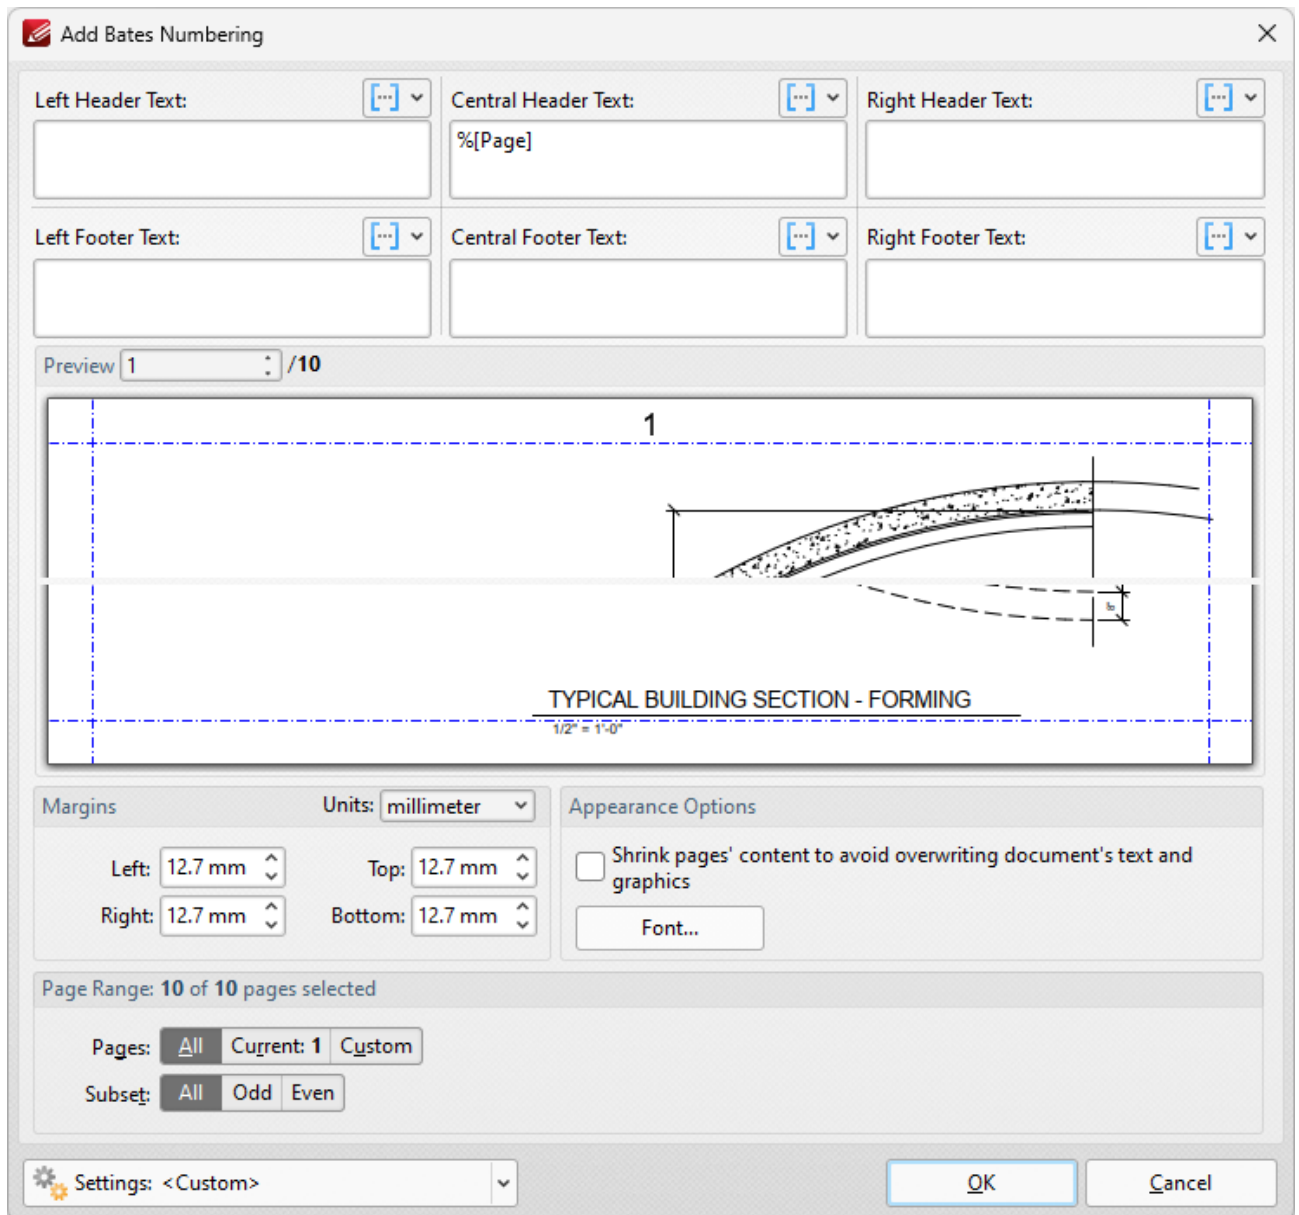 Add Bates Numbering
Left Header Text:
Central Header Text:
Right Header Text:
%[Page]
Left Footer Text:
Central Footer Text:
Right Footer Text:
Preview 1 /10
1
TYPICAL BUILDING SECTION - FORMING
1/2" = 1'-0"
Margins
Units: millimeter
Appearance Options
Left: 12.7 mm
Top: 12.7 mm
Shrink pages' content to avoid overwriting document's text and
graphics
Right: 12.7 mm
Bottom: 12.7 mm
Font...
Page Range: 10 of 10 pages selected
Pages: All Current: 1 Custom
Subset: All Odd Even
Settings: <Custom>
OK
Cancel